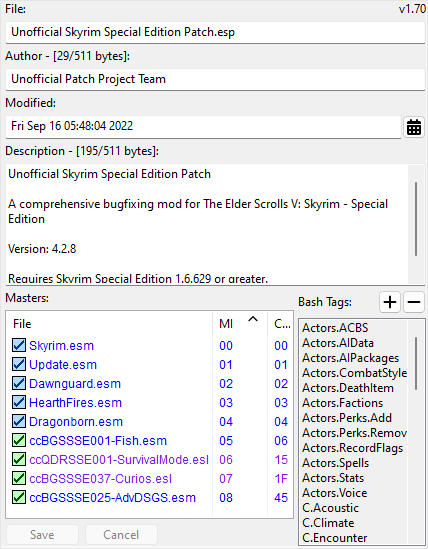 File: v1.70
Unofficial Skyrim Special Edition Patch.esp
Author - [29/511 bytes]:
Unofficial Patch Project Team
Modified:
Fri Sep 16 05:48:04 2022
Description - [195/511 bytes]:
Unofficial Skyrim Special Edition Patch
A comprehensive bugfixing mod for The Elder Scrolls V: Skyrim - Special
Edition
Version: 4.2.8
Requires Skyrim Special Edition 1.6.629 or greater.
Masters:
File MI C...
Skyrim.esm 00 00
Update.esm 01 01
Dawnguard.esm 02 02
HearthFires.esm 03 03
Dragonborn.esm 04 04
ccBGSSSE001-Fish.esm 05 06
ccQDRSSE001-SurvivalMode.esl 06 15
ccBGSSSE037-Curios.esl 07 1F
ccBGSSSE025-AdvDSGS.esm 08 45
Bash Tags:
Actors.ACBS
Actors.AIData
Actors.AIPackages
Actors.CombatStyle
Actors.DeathItem
Actors.Factions
Actors.Perks.Add
Actors.Perks.Remov
Actors.RecordFlags
Actors.Spells
Actors.Stats
Actors.Voice
C.Acoustic
C.Climate
C.Encounter
Save Cancel